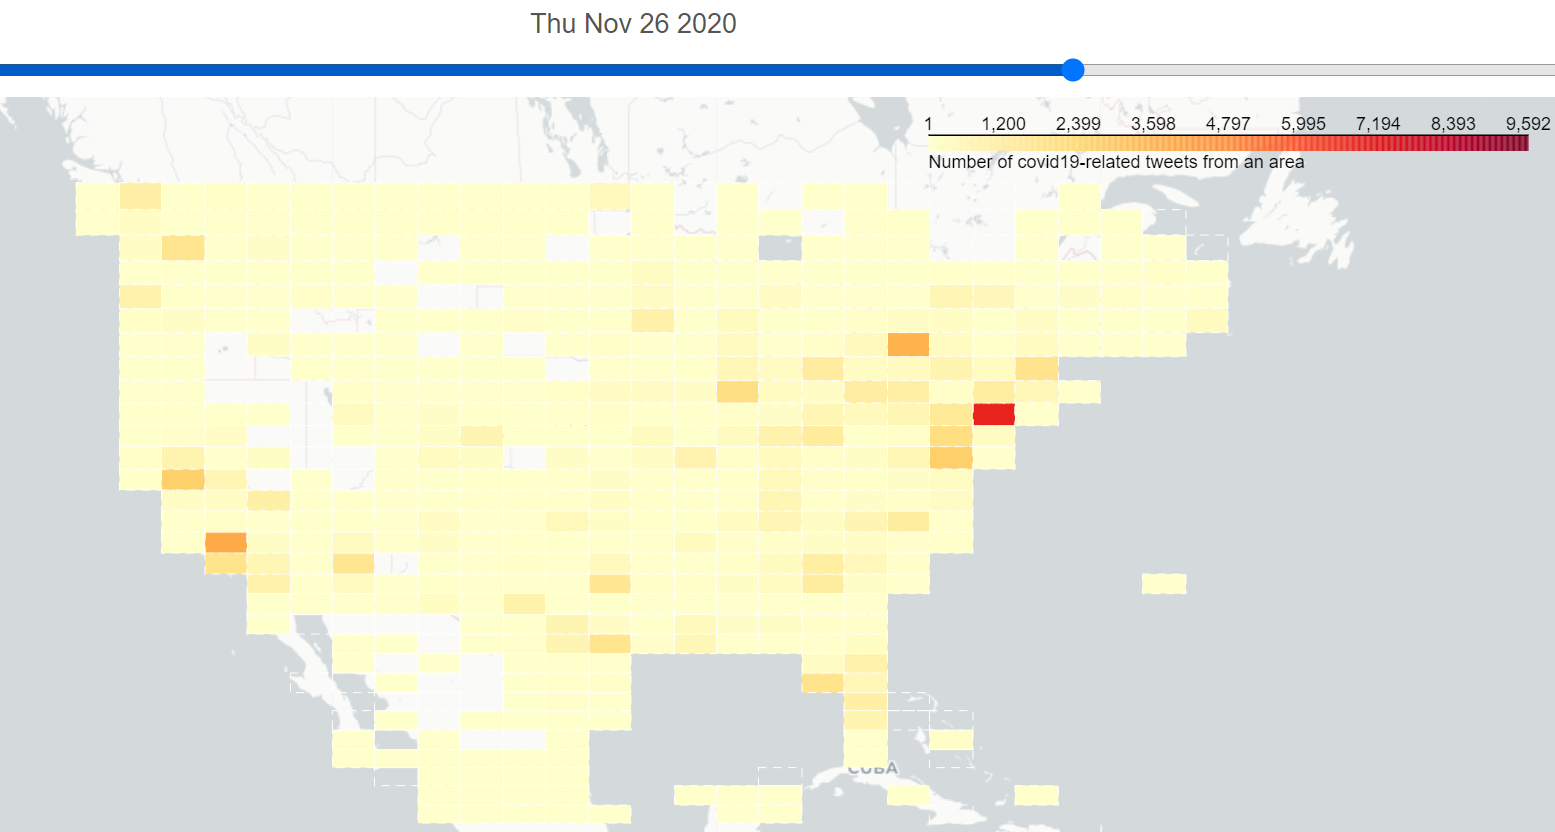 Thu Nov 26 2020
1 1,200 2,399 3,598 4,797 5,995 7,194 8,393 9,592
Number of covid19-related tweets from an area
CUBA